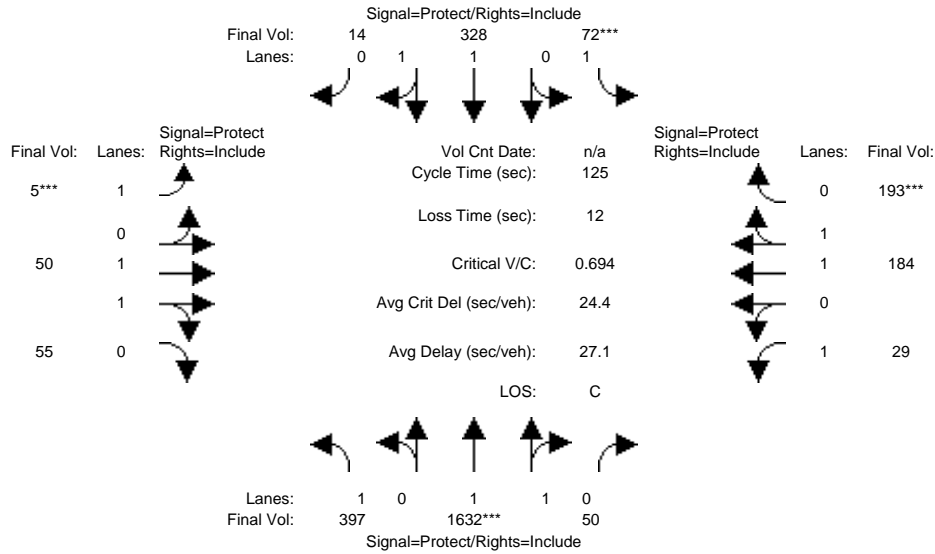 Signal=Protect/Rights=Include
Final Vol: 14 328 72***
Lanes: 0 1 1 0 1
Signal=Protect Signal=Protect
Final Vol: Lanes: Rights=Include Vol Cnt Date: n/a Rights=Include Lanes: Final Vol:
Cycle Time (sec): 125
5*** 1 0 193***
Loss Time (sec): 12
0 1
50 1 Critical V/C: 0.694 1 184
1 Avg Crit Del (sec/veh): 24.4 0
55 0 Avg Delay (sec/veh): 27.1 1 29
LOS: C
Lanes: 1 0 1 1 0
Final Vol: 397 1632*** 50
Signal=Protect/Rights=Include